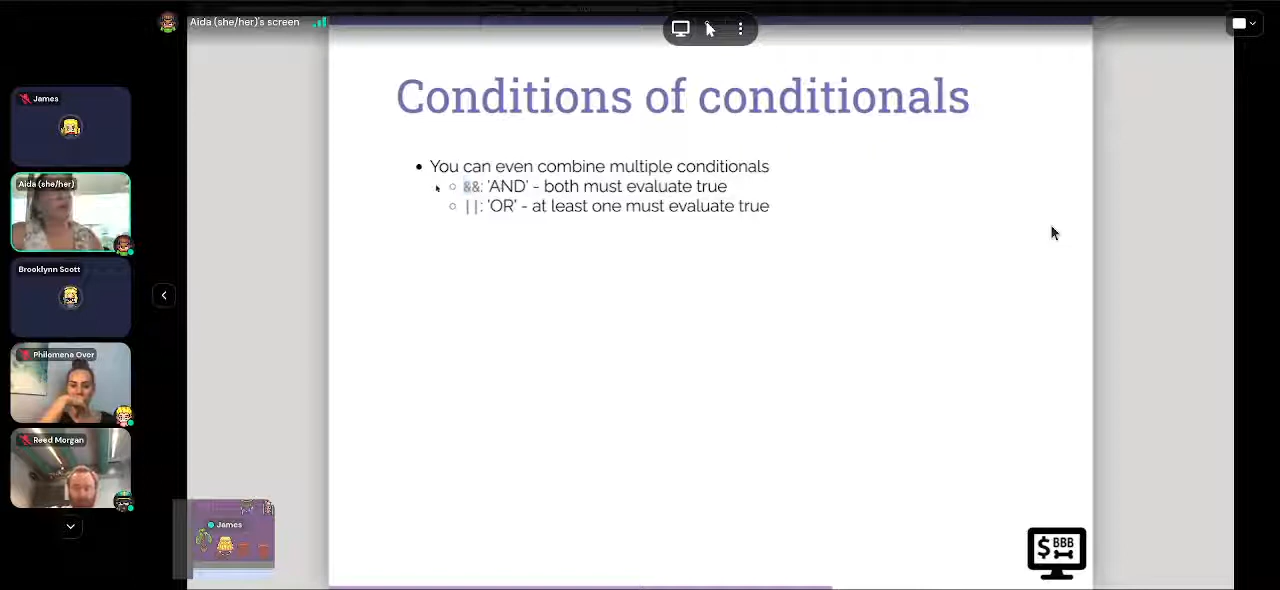 Aida (she/her)'s screen
James
Aida (she/her)
Brooklynn Scott
Philomena Over
Reed Morgan
James
Conditions of conditionals
• You can even combine multiple conditionals
○ &&: 'AND' - both must evaluate true
○ ||: 'OR' - at least one must evaluate true
$ BBB